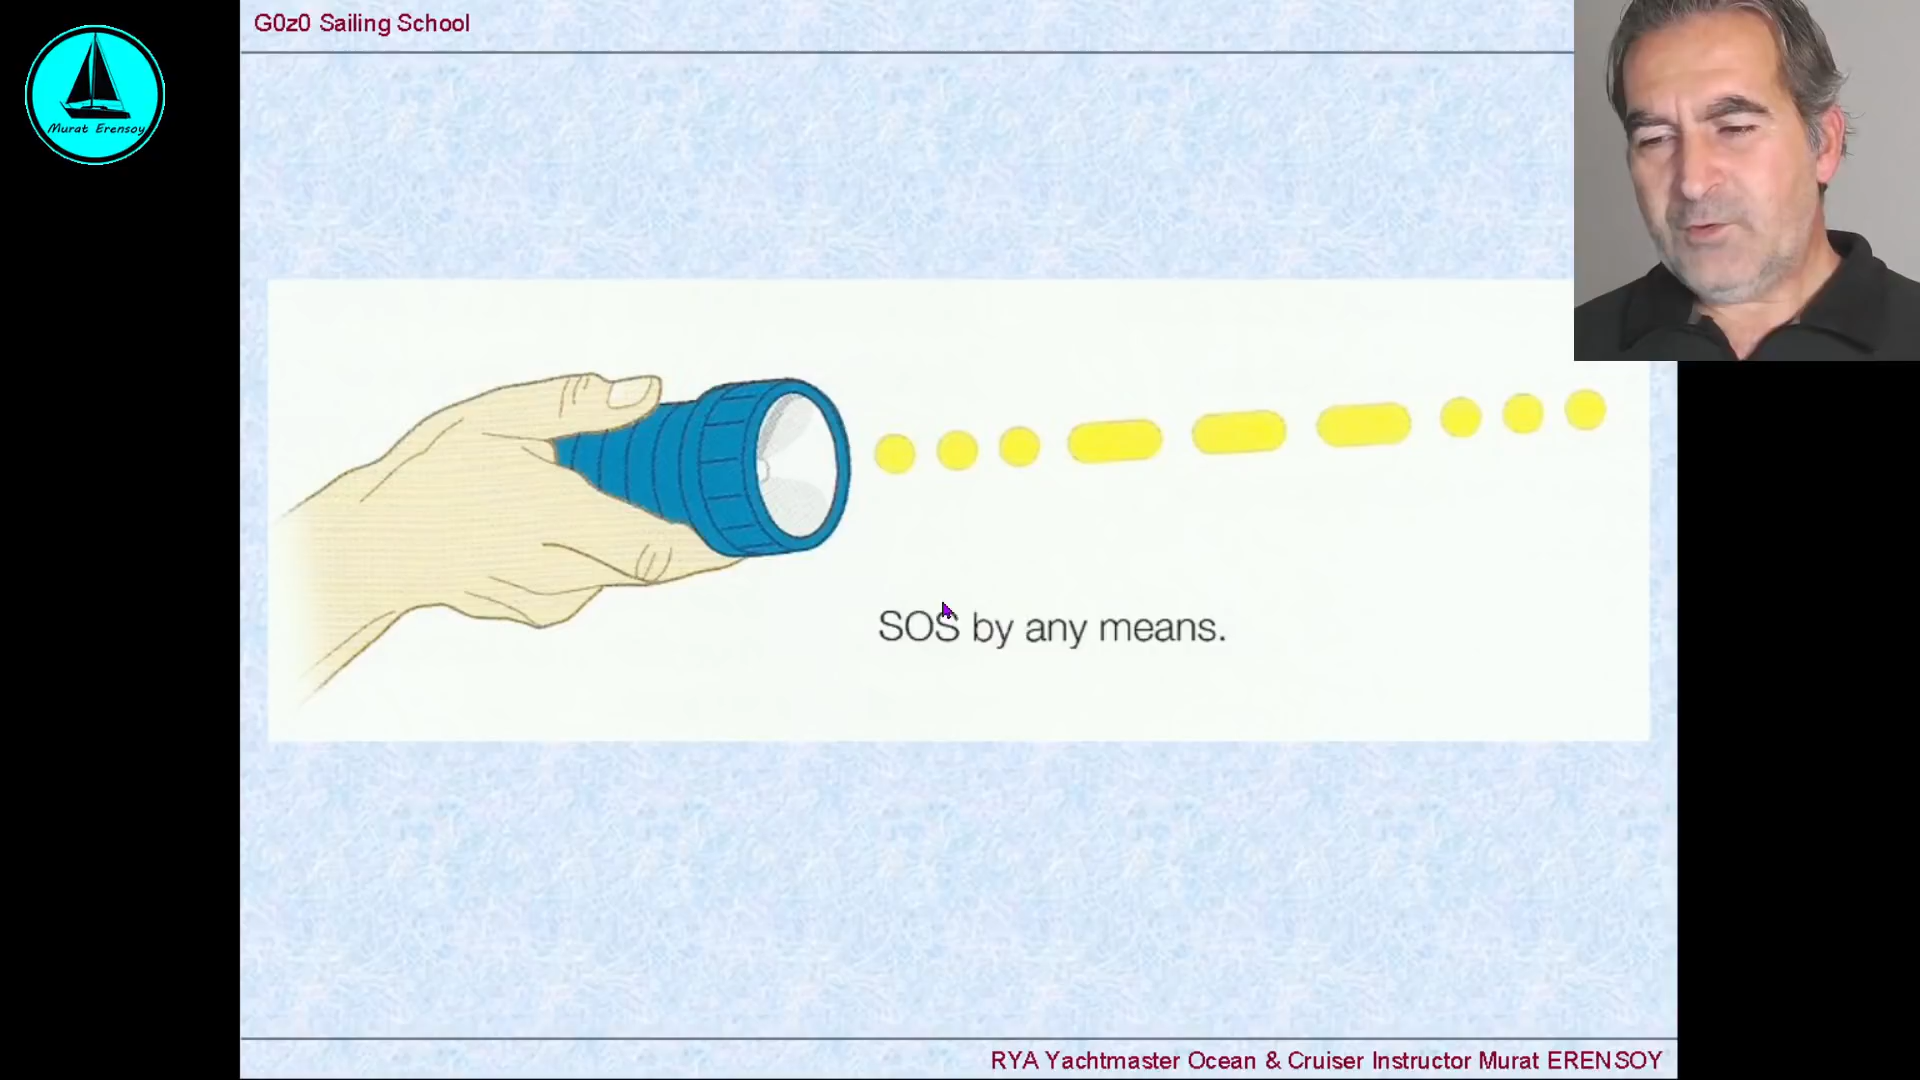 G0z0 Sailing School
Murat Erensoy
SOS by any means.
RYA Yachtmaster Ocean & Cruiser Instructor Murat ERENSOY